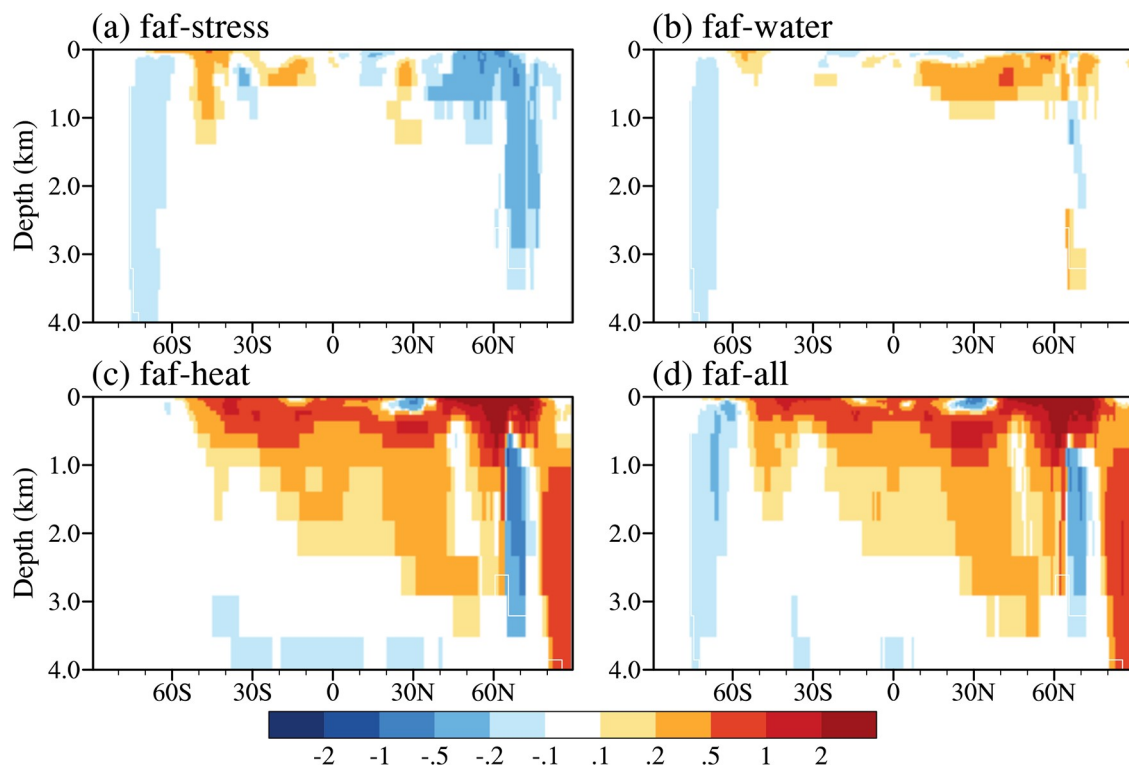 (a) faf-stress
(b) faf-water
0
1.0
2.0
3.0
4.0
Depth (km)
60S 30S 0 30N 60N
0
1.0
2.0
3.0
4.0
60S 30S 0 30N 60N
(c) faf-heat
(d) faf-all
0
1.0
2.0
3.0
4.0
Depth (km)
60S 30S 0 30N 60N
0
1.0
2.0
3.0
4.0
60S 30S 0 30N 60N
-2 -1 -.5 -.2 -.1 .1 .2 .5 1 2